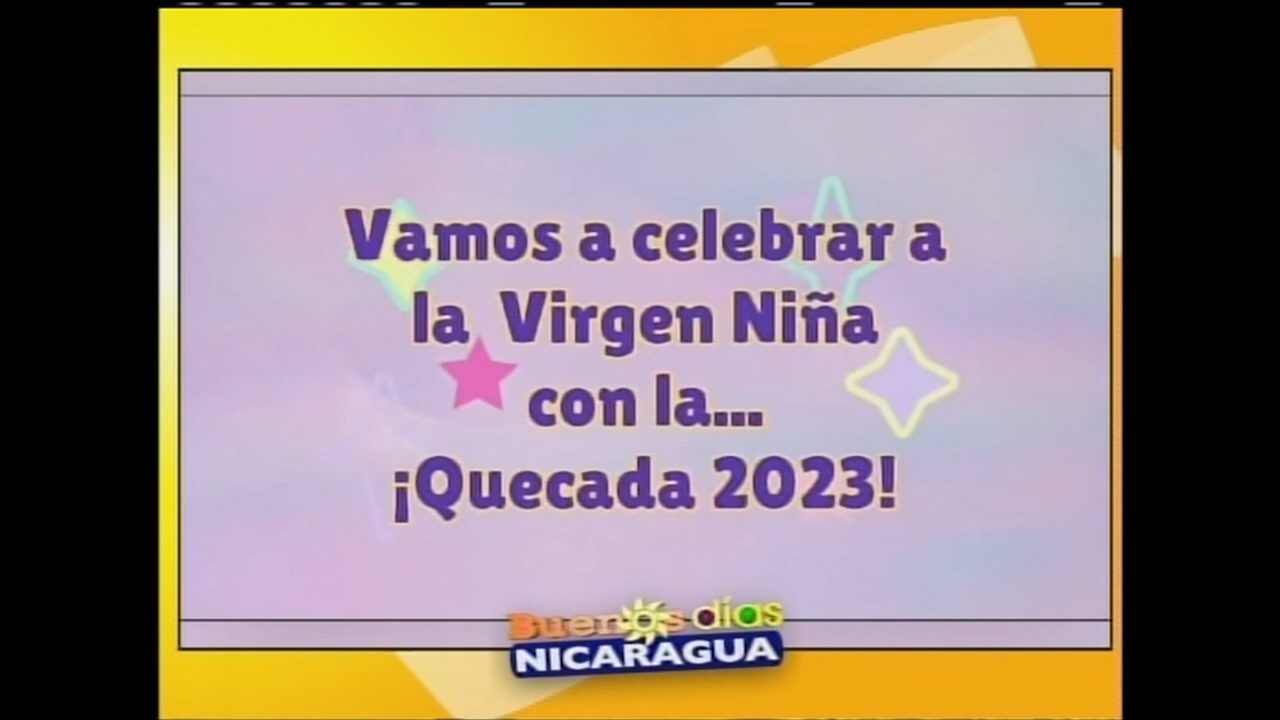 Vamos a celebrar a
la Virgen Niña
con la...
¡Quecada 2023!
Buenos días
NICARAGUA